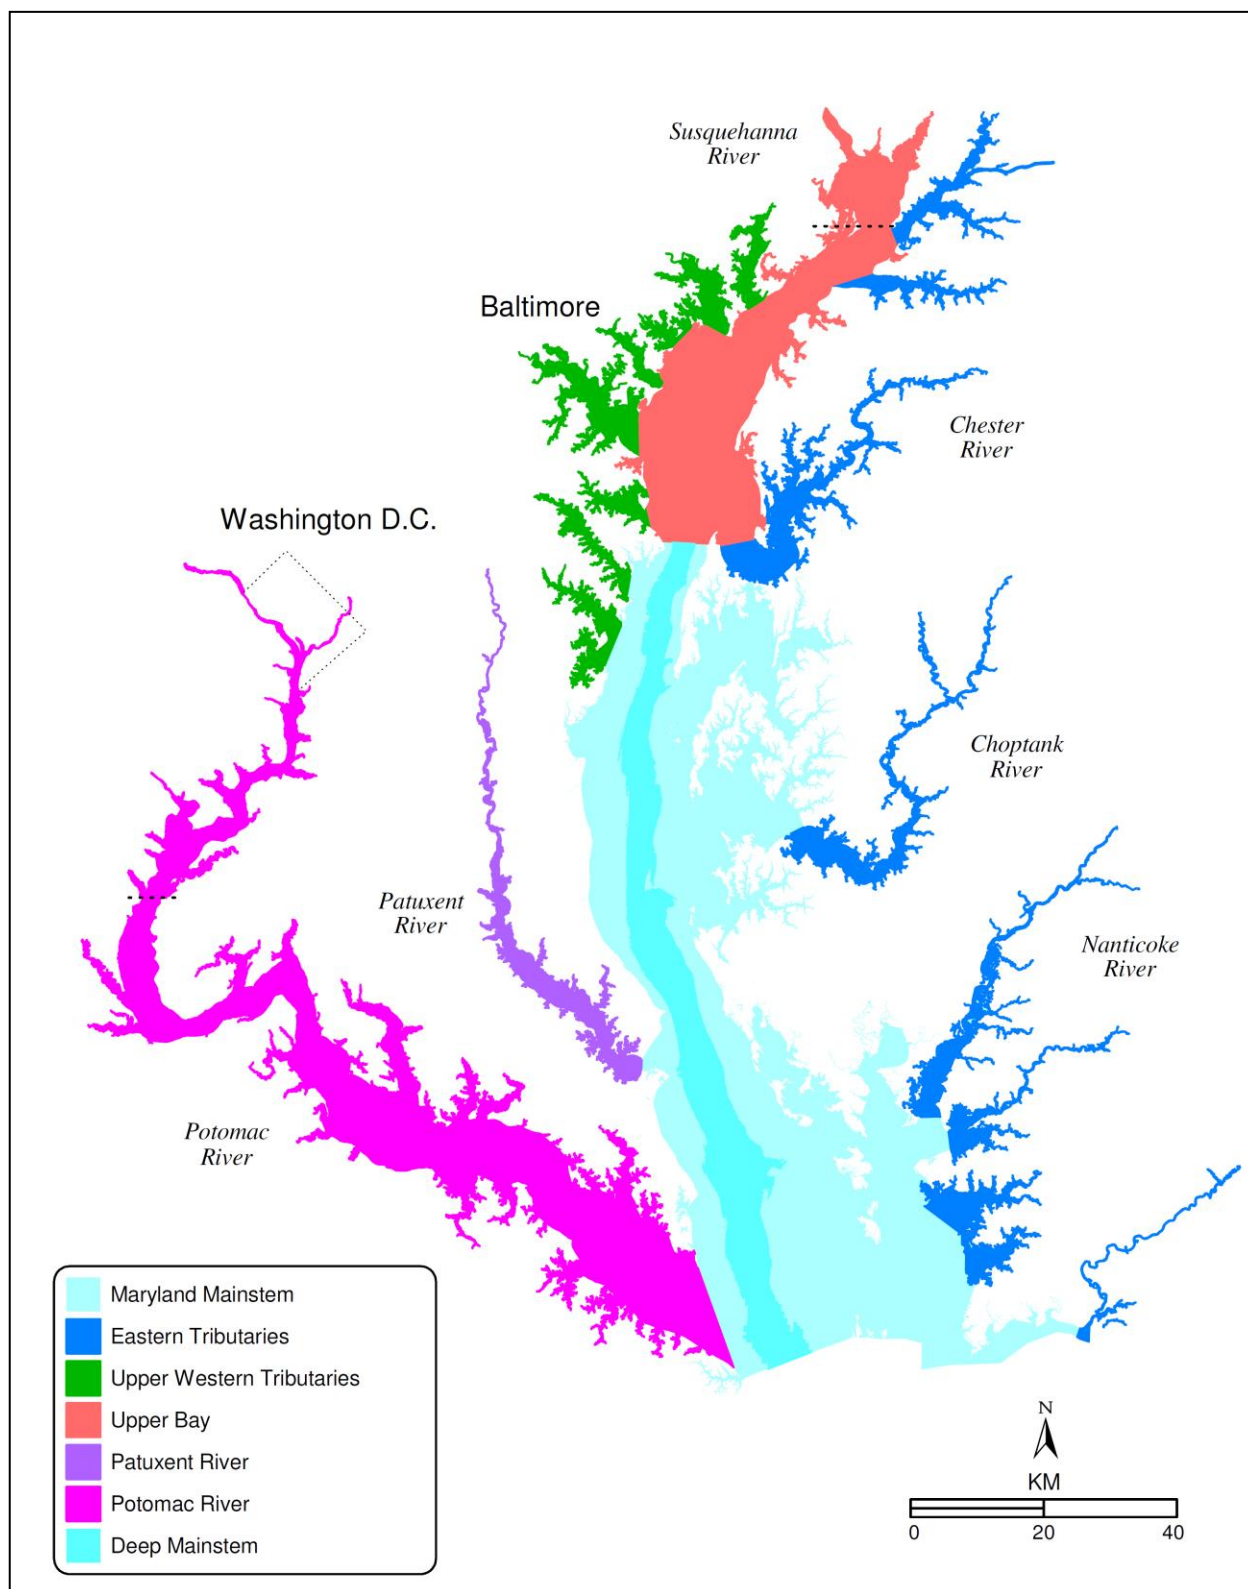 Susquehanna
River
Baltimore
Chester
River
Washington D.C.
Choptank
River
Patuxent
River
Nanticoke
River
Potomac
River
Maryland Mainstem
Eastern Tributaries
Upper Western Tributaries
Upper Bay
Patuxent River
Potomac River
Deep Mainstem
N
KM
0 20 40